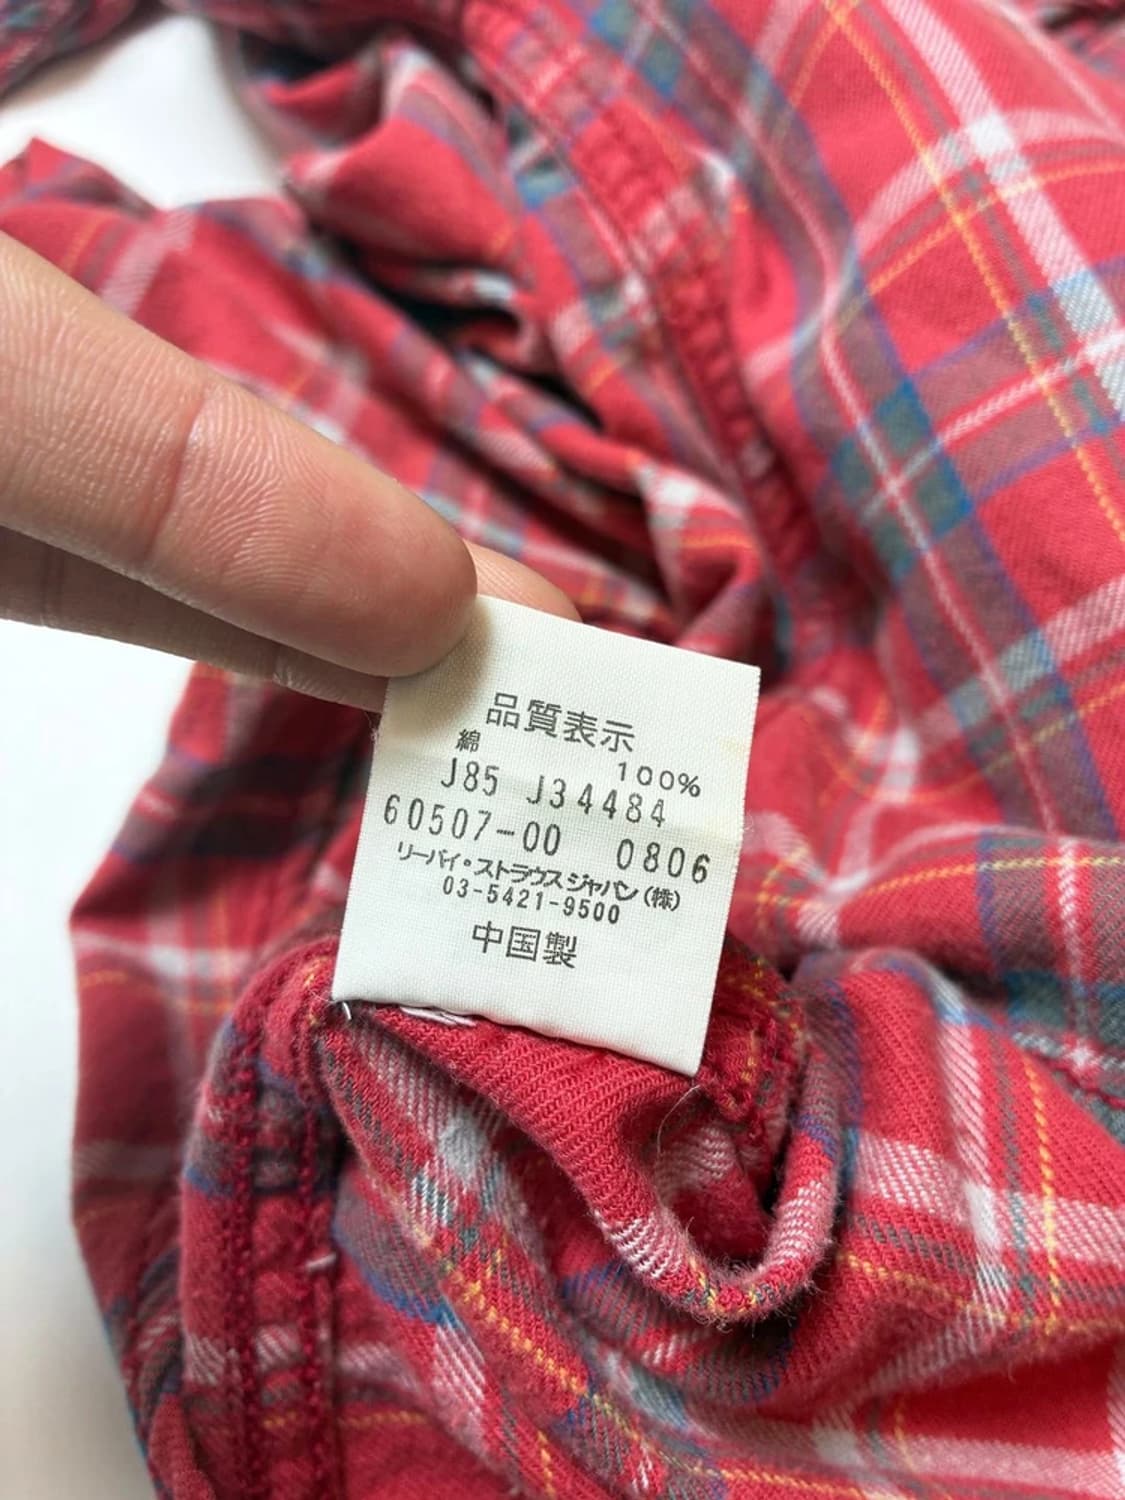 品質表示
綿 100%
J85 J34484
60507-00 0806
リーバイ・ストラウス ジャパン(株)
03-5421-9500
中国製